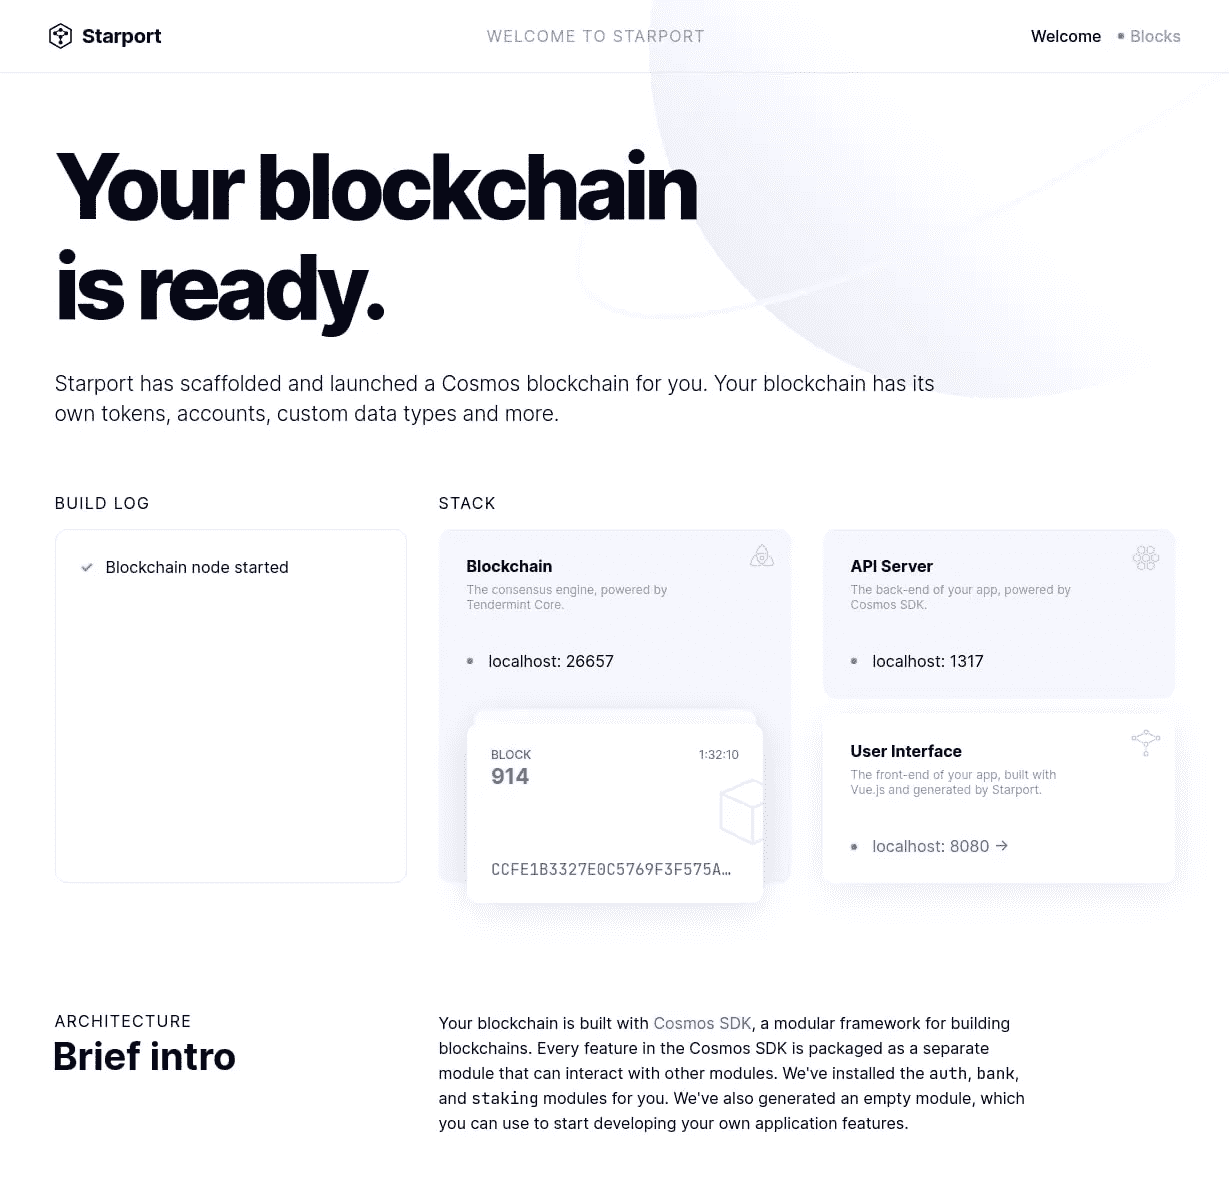 Starport
WELCOME TO STARPORT
Welcome
Blocks
Your blockchain
is ready.
Starport has scaffolded and launched a Cosmos blockchain for you. Your blockchain has its
own tokens, accounts, custom data types and more.
BUILD LOG
Blockchain node started
STACK
Blockchain
The consensus engine, powered by
Tendermint Core.
localhost: 26657
BLOCK
1:32:10
914
CCFE1B3327E0C5769F3F575A…
API Server
The back-end of your app, powered by
Cosmos SDK.
localhost: 1317
User Interface
The front-end of your app, built with
Vue.js and generated by Starport.
localhost: 8080 →
ARCHITECTURE
Brief intro
Your blockchain is built with Cosmos SDK, a modular framework for building
blockchains. Every feature in the Cosmos SDK is packaged as a separate
module that can interact with other modules. We've installed the auth, bank,
and staking modules for you. We've also generated an empty module, which
you can use to start developing your own application features.